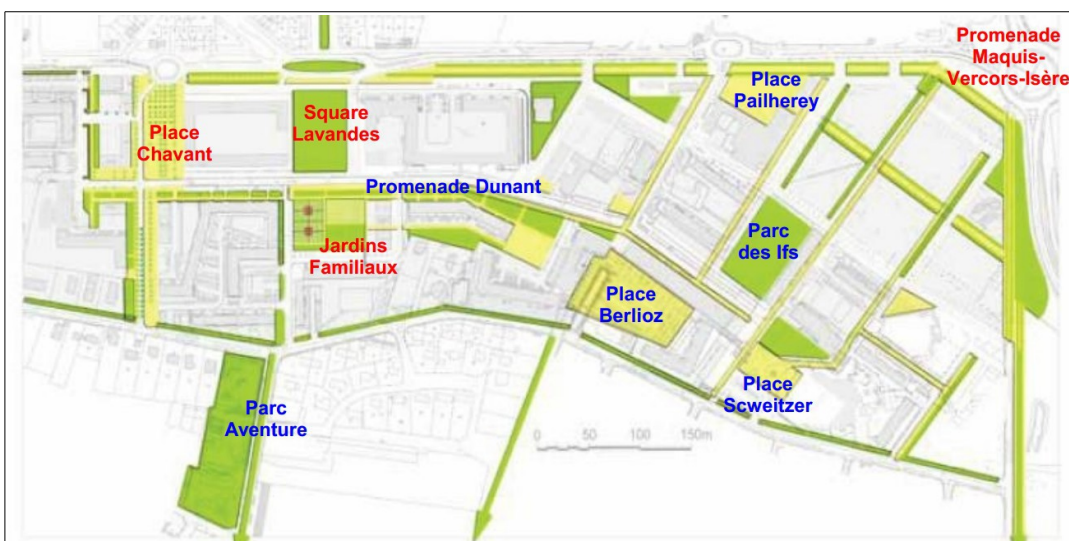 Promenade
Maquis-
Vercors-Isère
Place
Pailherey
Square
Lavandes
Place
Chavant
Promenade Dunant
Parc
des Ifs
Jardins
Familiaux
Place
Berlioz
Place
Scweitzer
Parc
Aventure
0 50 100 150m